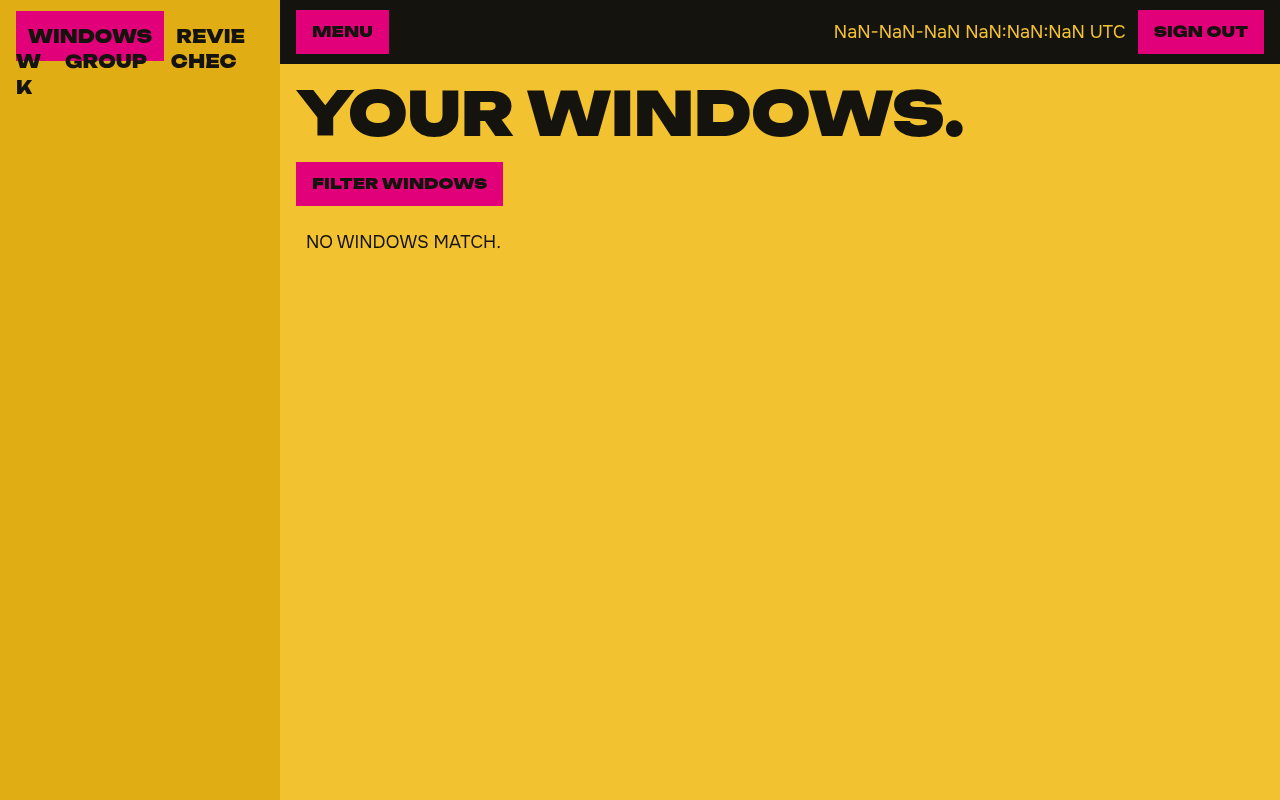 WINDOWS REVIE
W GROUP CHEC
K
MENU
NaN-NaN-NaN NaN:NaN:NaN UTC
SIGN OUT
YOUR WINDOWS.
FILTER WINDOWS
NO WINDOWS MATCH.